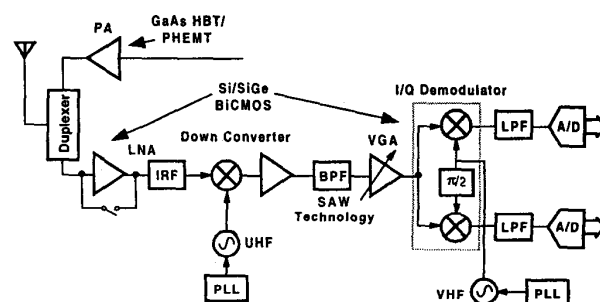 GaAs HBT/
PHEMT
PA
Duplexer
Si/SiGe
BiCMOS
I/Q Demodulator
Down Converter
LNA
IRF
BPF
SAW
Technology
VGA
π/2
LPF
A/D
LPF
A/D
UHF
PLL
VHF
PLL